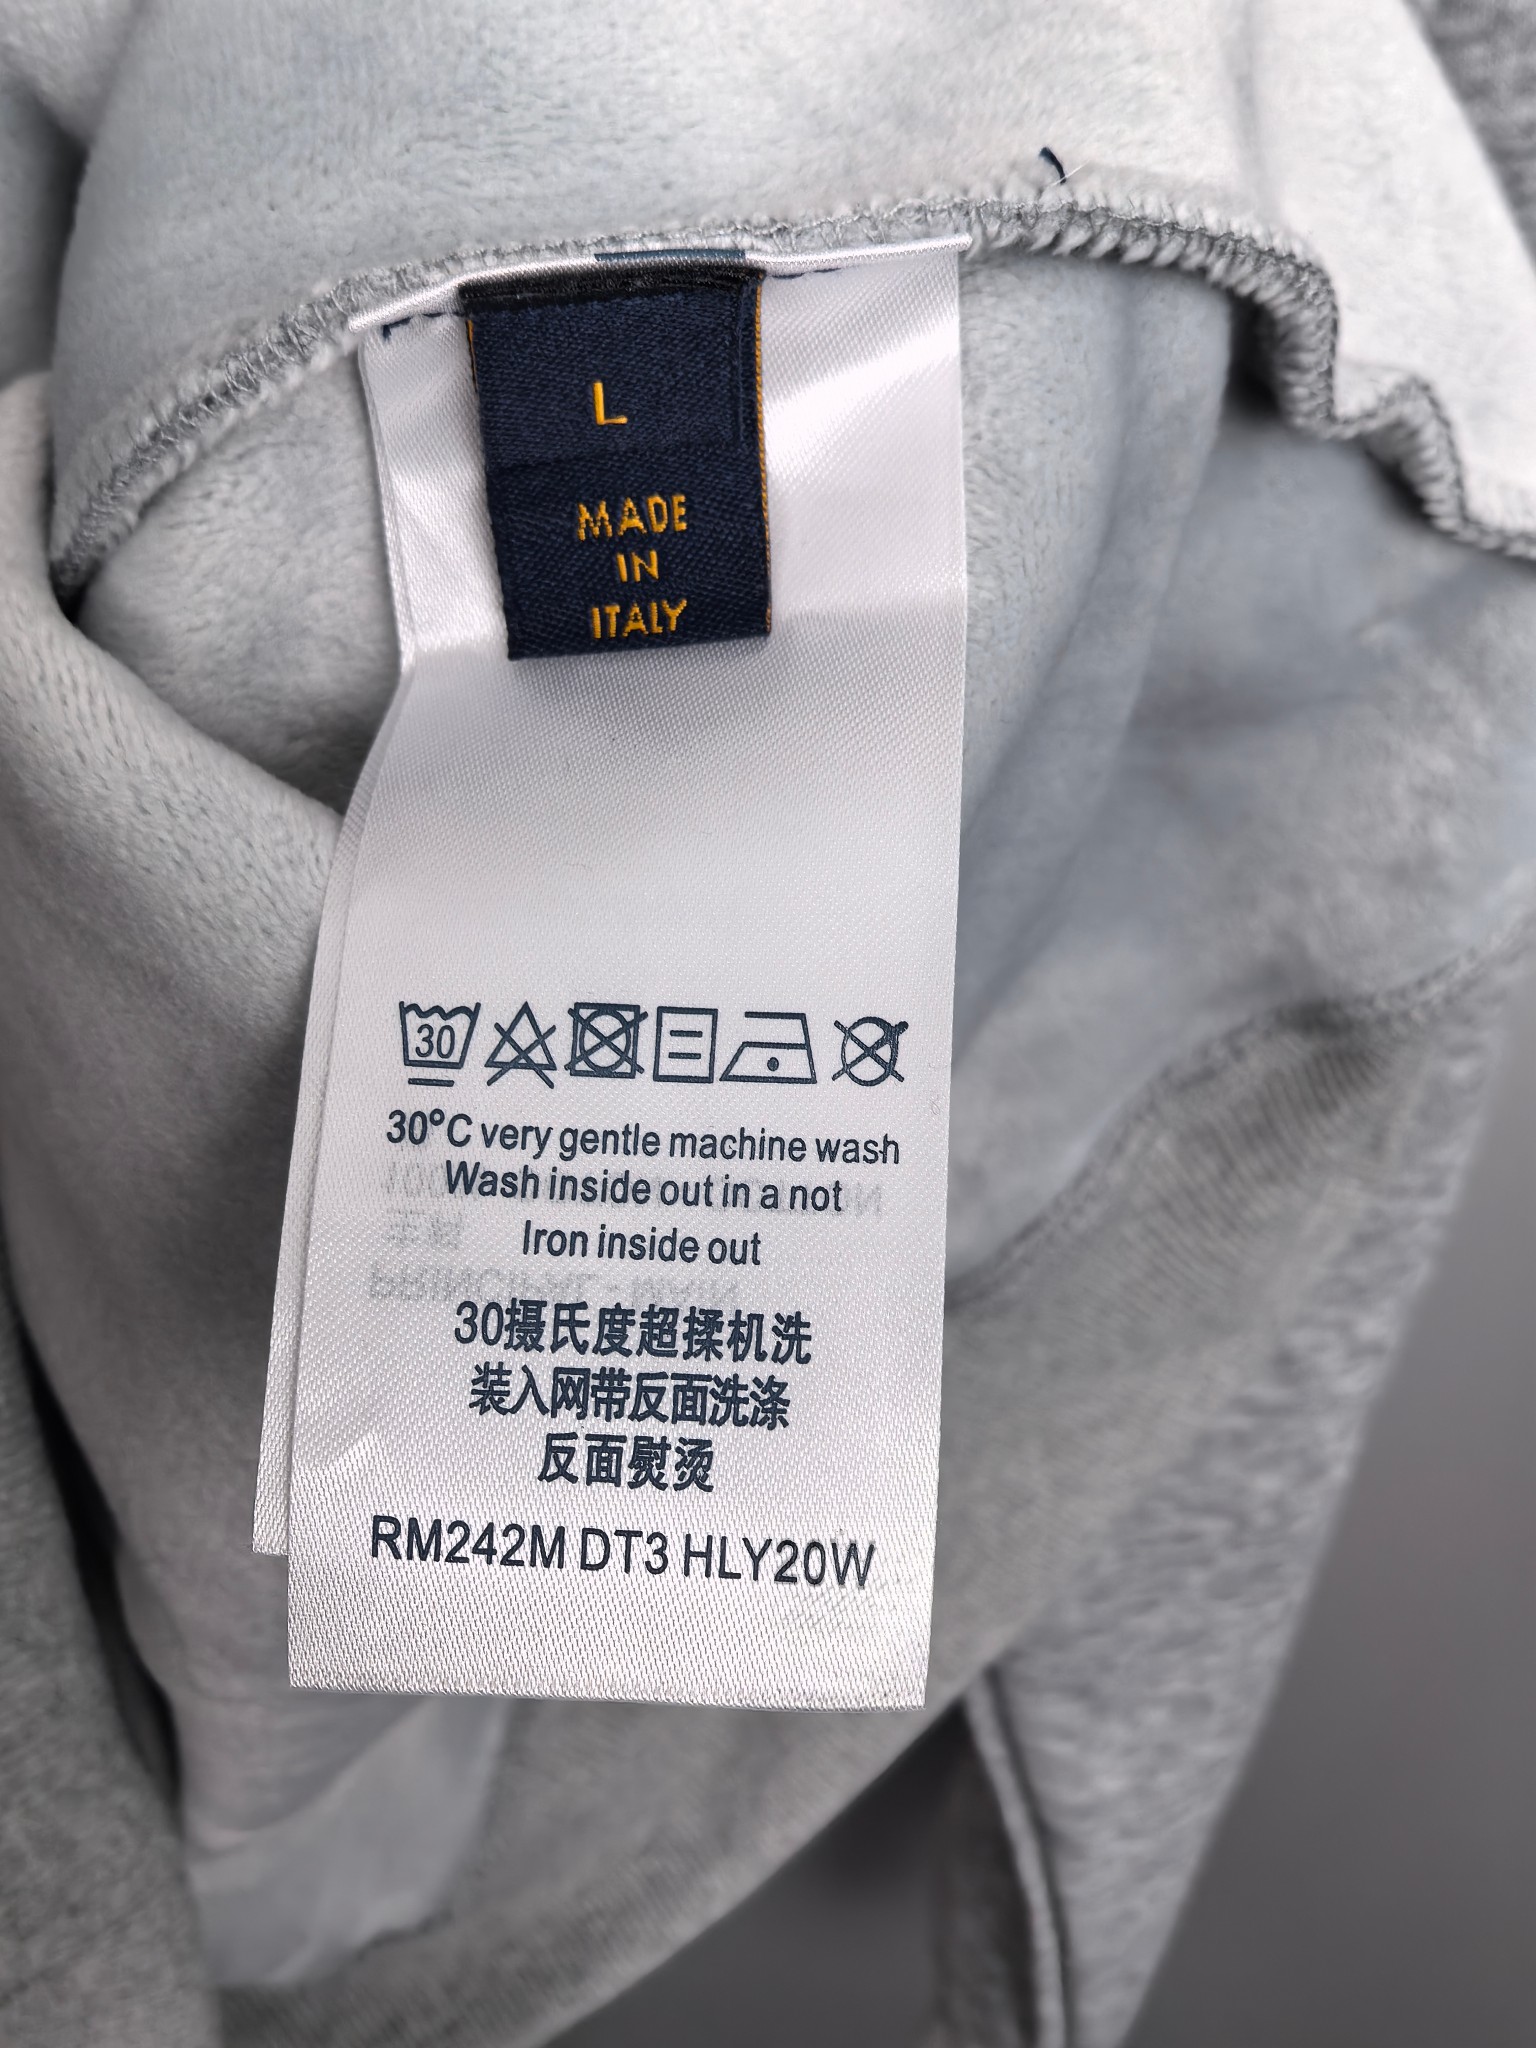 L
MADE
IN
ITALY
30
30°C very gentle machine wash
Wash inside out in a not
Iron inside out
30摄氏度超揉机洗
装入网带反面洗涤
反面熨烫
RM242M DT3 HLY20W